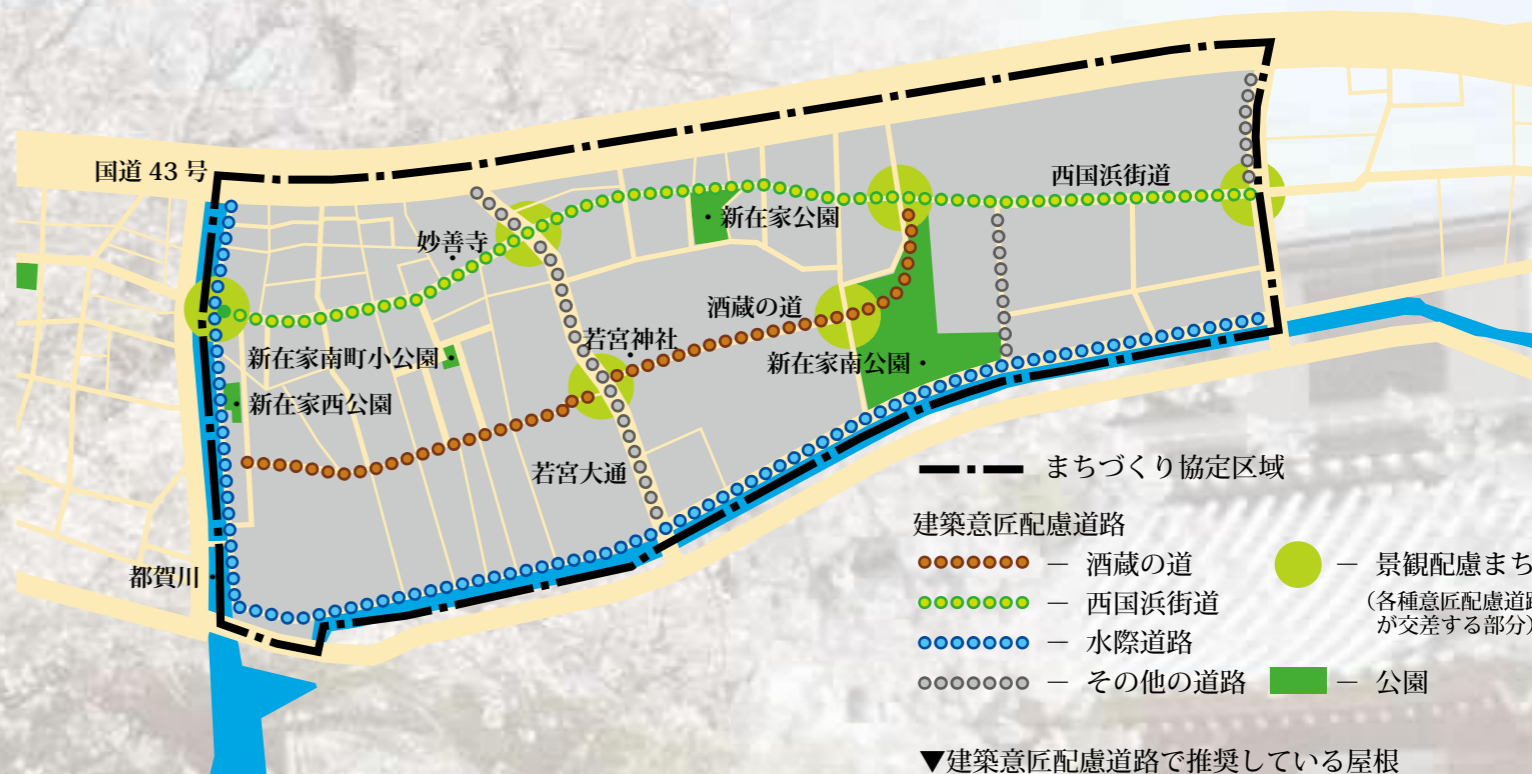 国道 43 号
西国浜街道
・新在家公園
妙善寺
酒蔵の道
若宮神社
新在家南町小公園・
新在家南公園・
・新在家西公園
若宮大通
都賀川・
まちづくり協定区域
建築意匠配慮道路
― 酒蔵の道
― 西国浜街道
― 水際道路
― その他の道路
― 景観配慮まち
（各種意匠配慮道路
が交差する部分）
― 公園
▼建築意匠配慮道路で推奨している屋根